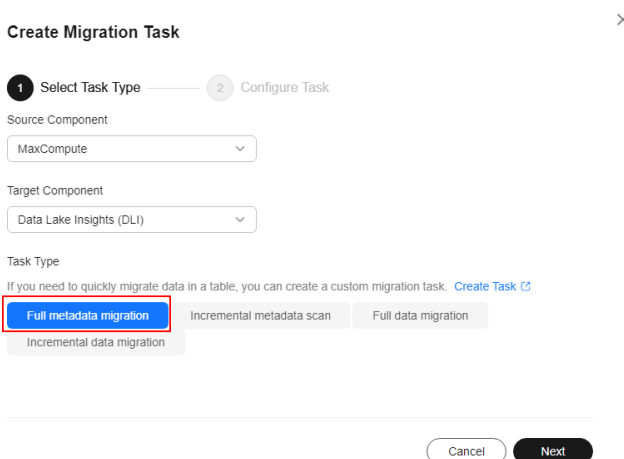 Create Migration Task
1 Select Task Type 2 Configure Task
Source Component
MaxCompute
Target Component
Data Lake Insights (DLI)
Task Type
If you need to quickly migrate data in a table, you can create a custom migration task. Create Task
Full metadata migration Incremental metadata scan Full data migration
Incremental data migration
Cancel Next